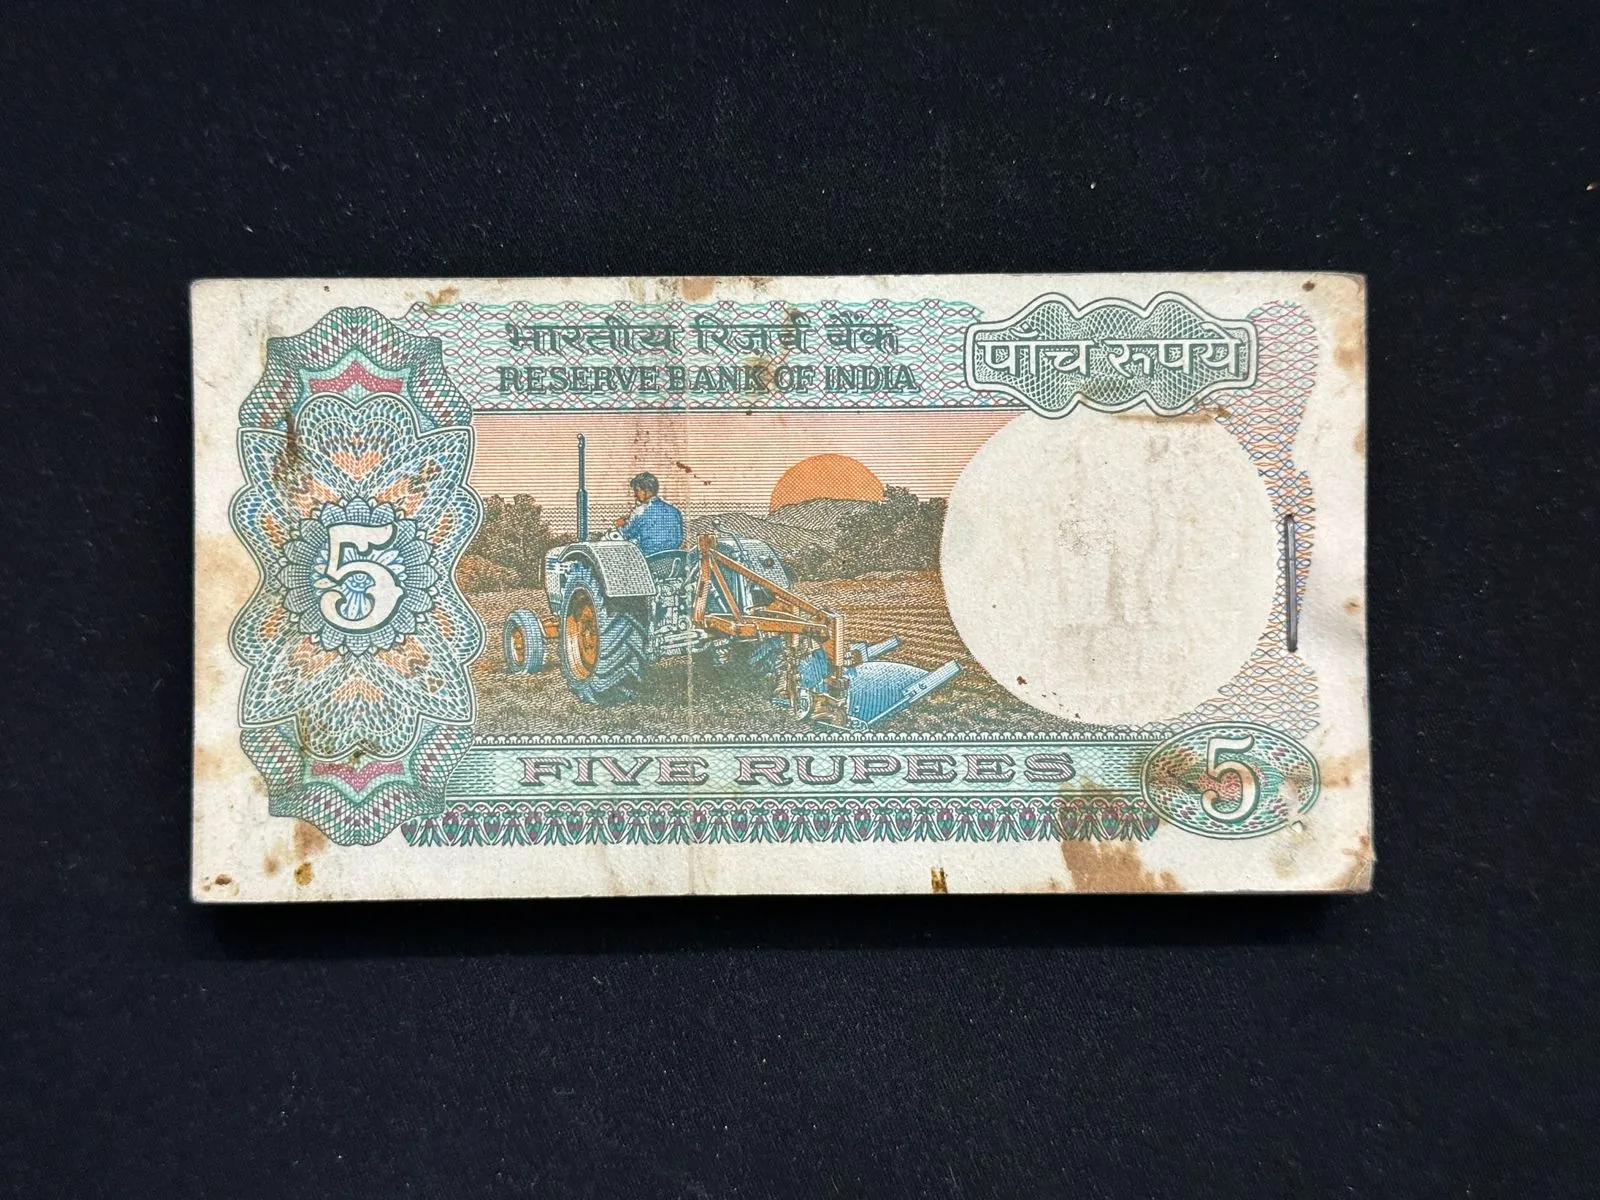 भारतीय रिज़र्व बैंक
RESERVE BANK OF INDIA
पाँच रुपये
5
FIVE RUPEES
5